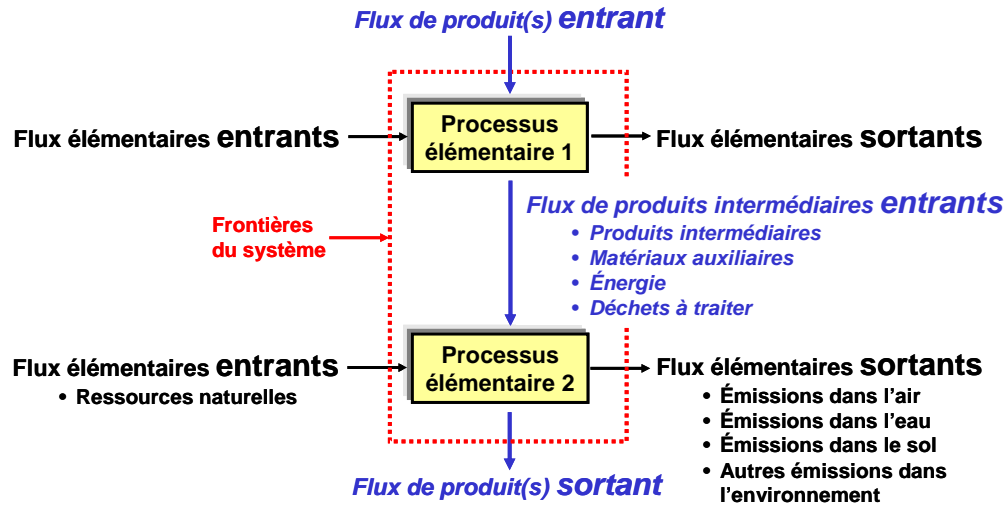 Flux de produit(s) entrant
Flux élémentaires entrants
Processus
élémentaire 1
Flux élémentaires sortants
Flux de produits intermédiaires entrants
• Produits intermédiaires
• Matériaux auxiliaires
• Énergie
• Déchets à traiter
Frontières
du système
Flux élémentaires entrants
• Ressources naturelles
Processus
élémentaire 2
Flux élémentaires sortants
• Émissions dans l'air
• Émissions dans l'eau
• Émissions dans le sol
• Autres émissions dans
l'environnement
Flux de produit(s) sortant